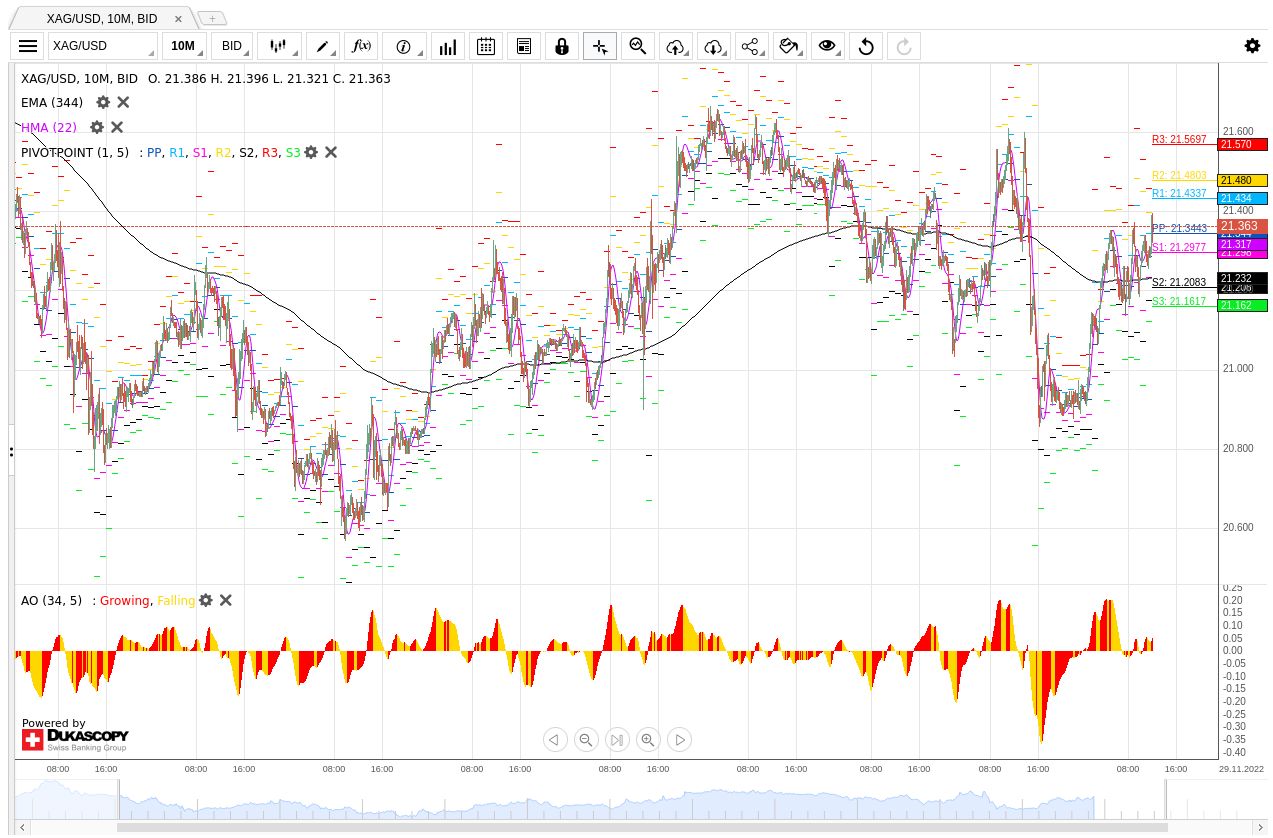 XAG/USD, 10M, BID
XAG/USD 10M BID f(x)
XAG/USD, 10M, BID O. 21.386 H. 21.396 L. 21.321 C. 21.363
EMA (344)
HMA (22)
PIVOTPOINT (1, 5) : PP, R1, S1, R2, S2, R3, S3
R3: 21.5697
R2: 21.4803
R1: 21.4337
PP: 21.3443
S1: 21.2977
S2: 21.2083
S3: 21.1617
21.600
21.570
21.480
21.434
21.400
21.363
21.317
21.298
21.232
21.162
21.000
20.800
20.600
AO (34, 5) : Growing, Falling
0.25
0.20
0.15
0.10
0.05
0.00
-0.05
-0.10
-0.15
-0.20
-0.25
-0.30
-0.35
-0.40
Powered by
DUKASCOPY
Swiss Banking Group
08:00 16:00 08:00 16:00 08:00 16:00 08:00 16:00 08:00 16:00 08:00 16:00 08:00 16:00 08:00 16:00 08:00 16:00 29.11.2022